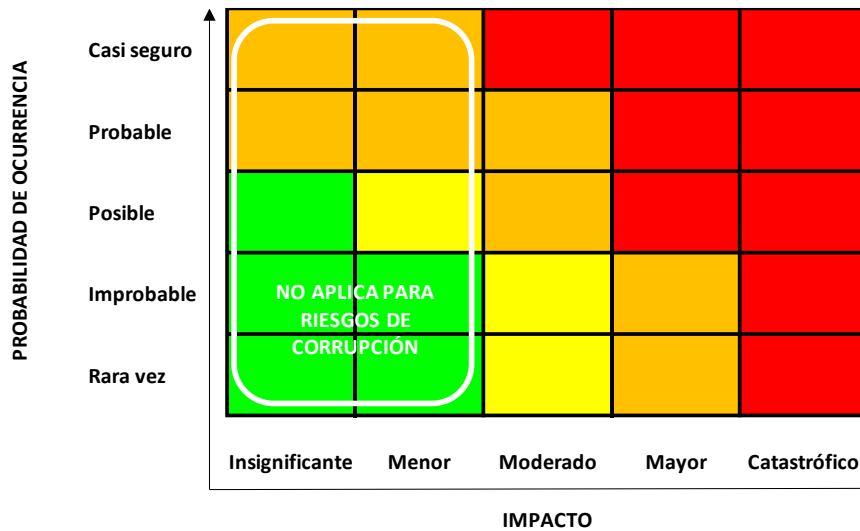 PROBABILIDAD DE OCURRENCIA
Casi seguro
Probable
Posible
Improbable
Rara vez
NO APLICA PARA
RIESGOS DE
CORRUPCIÓN
Insignificante Menor Moderado Mayor Catastrófico
IMPACTO